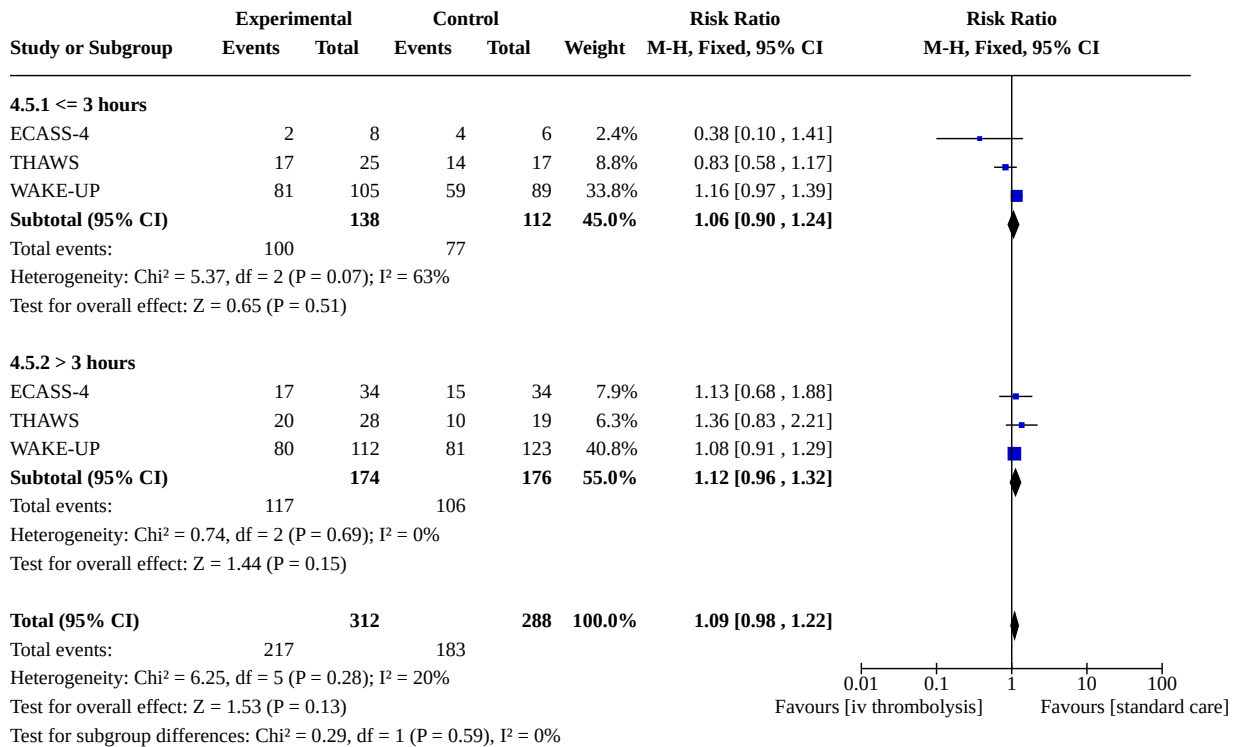 Experimental Control Risk Ratio Risk Ratio
Study or Subgroup Events Total Events Total Weight M-H, Fixed, 95% CI M-H, Fixed, 95% CI
4.5.1 <= 3 hours
ECASS-4 2 8 4 6 2.4% 0.38 [0.10 , 1.41]
THAWS 17 25 14 17 8.8% 0.83 [0.58 , 1.17]
WAKE-UP 81 105 59 89 33.8% 1.16 [0.97 , 1.39]
Subtotal (95% CI) 138 112 45.0% 1.06 [0.90 , 1.24]
Total events: 100 77
Heterogeneity: Chi² = 5.37, df = 2 (P = 0.07); I² = 63%
Test for overall effect: Z = 0.65 (P = 0.51)
4.5.2 > 3 hours
ECASS-4 17 34 15 34 7.9% 1.13 [0.68 , 1.88]
THAWS 20 28 10 19 6.3% 1.36 [0.83 , 2.21]
WAKE-UP 80 112 81 123 40.8% 1.08 [0.91 , 1.29]
Subtotal (95% CI) 174 176 55.0% 1.12 [0.96 , 1.32]
Total events: 117 106
Heterogeneity: Chi² = 0.74, df = 2 (P = 0.69); I² = 0%
Test for overall effect: Z = 1.44 (P = 0.15)
Total (95% CI) 312 288 100.0% 1.09 [0.98 , 1.22]
Total events: 217 183
Heterogeneity: Chi² = 6.25, df = 5 (P = 0.28); I² = 20%
0.01 0.1 1 10 100
Test for overall effect: Z = 1.53 (P = 0.13)
Favours [iv thrombolysis] Favours [standard care]
Test for subgroup differences: Chi² = 0.29, df = 1 (P = 0.59), I² = 0%